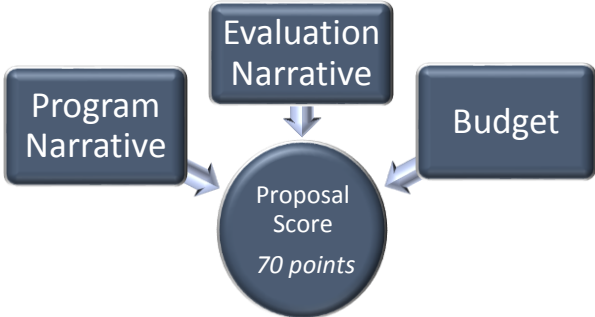 Program
Narrative
Evaluation
Narrative
Budget
Proposal
Score
70 points